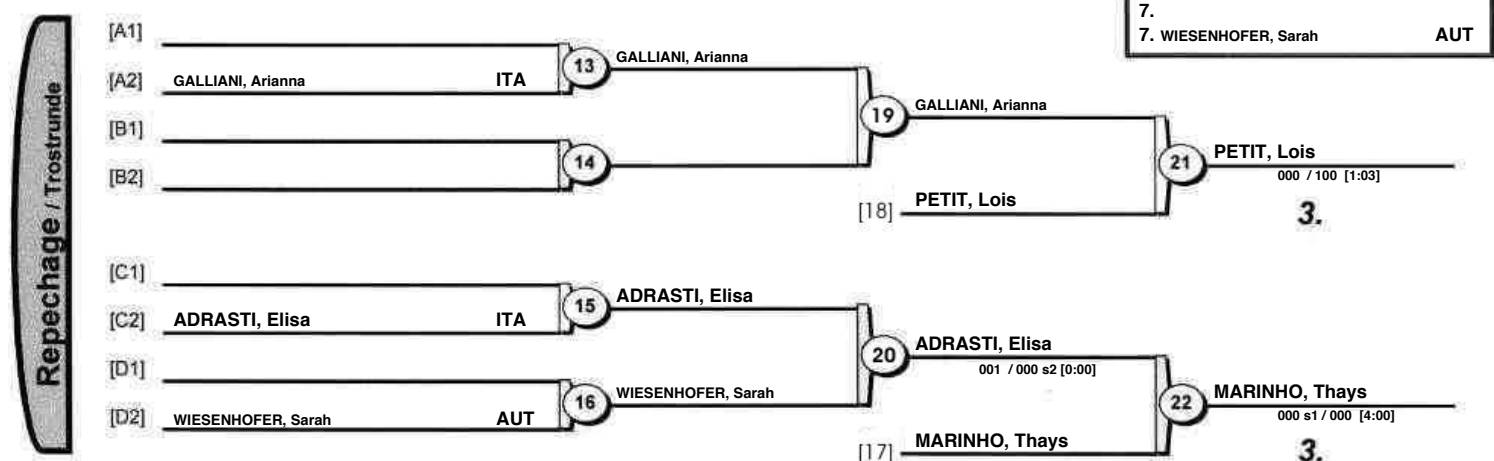 7.
7. WIESENHOFER, Sarah AUT
Repechage / Trostrunde
[A1]
[A2] GALLIANI, Arianna ITA
13 GALLIANI, Arianna
[B1]
[B2]
14
19 GALLIANI, Arianna
[18] PETIT, Lois
21 PETIT, Lois
000 / 100 [1:03]
3.
[C1]
[C2] ADRASTI, Elisa ITA
15 ADRASTI, Elisa
[D1]
[D2] WIESENHOFER, Sarah AUT
16 WIESENHOFER, Sarah
20 ADRASTI, Elisa
001 / 000 s2 [0:00]
[17] MARINHO, Thays
22 MARINHO, Thays
000 s1 / 000 [4:00]
3.